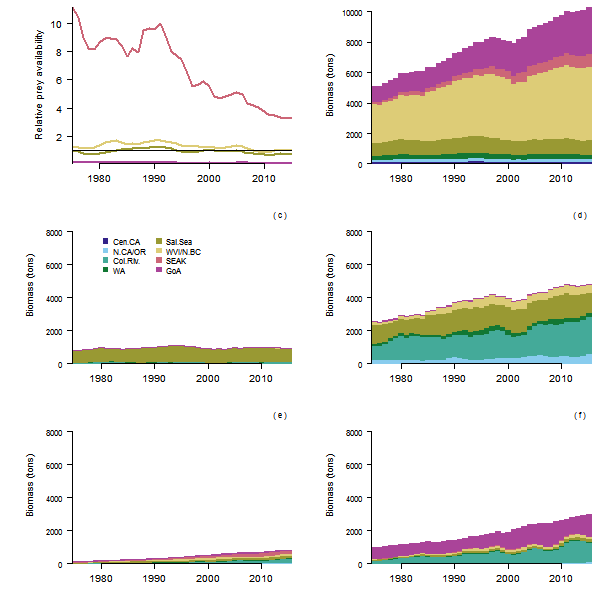 Relative prey availability
10
8
6
4
2
1980 1990 2000 2010
Biomass (tons)
10000
8000
6000
4000
2000
0
1980 1990 2000 2010
(c)
Biomass (tons)
8000
6000
4000
2000
0
Cen.CA
N.CA/OR
Col.Riv.
WA
Sal.Sea
WVI/N.BC
SEAK
GoA
1980 1990 2000 2010
(d)
Biomass (tons)
8000
6000
4000
2000
0
1980 1990 2000 2010
(e)
Biomass (tons)
8000
6000
4000
2000
0
1980 1990 2000 2010
(f)
Biomass (tons)
8000
6000
4000
2000
0
1980 1990 2000 2010